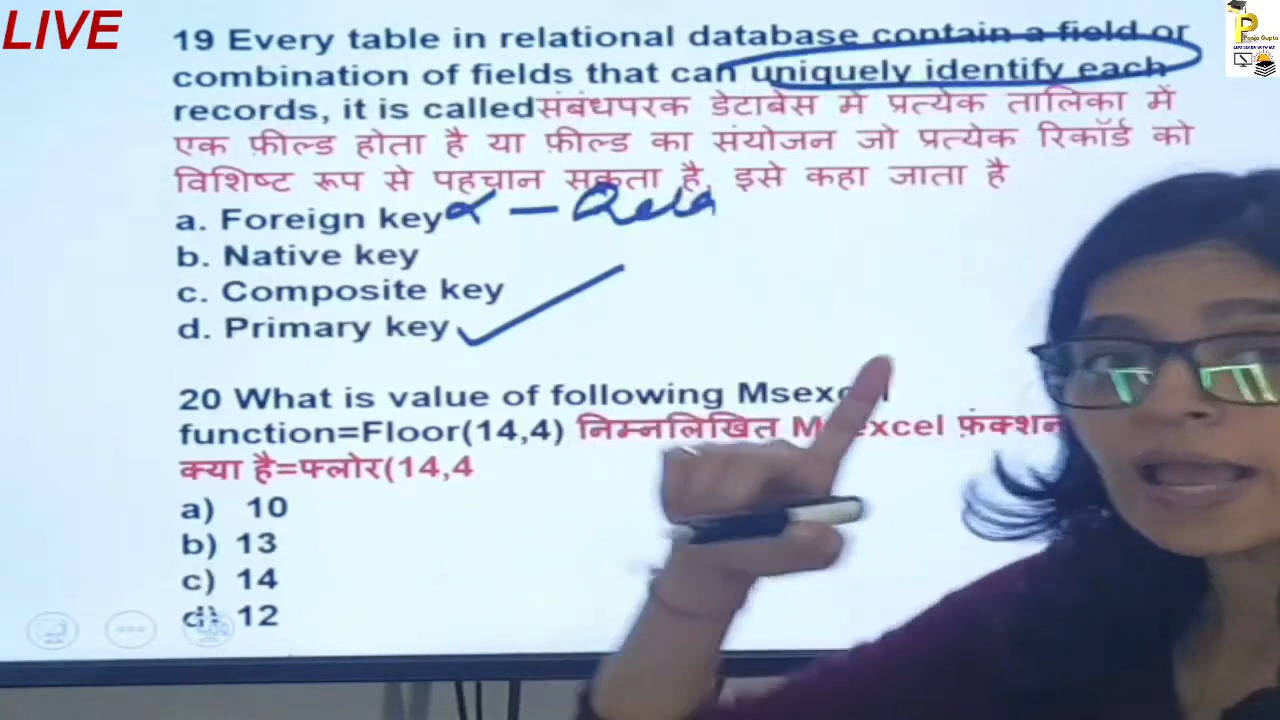 LIVE
19 Every table in relational database contain a field or
combination of fields that can uniquely identify each
records, it is calledसंबंधपरक डेटाबेस में प्रत्येक तालिका में
एक फ़ील्ड होता है या फ़ील्ड का संयोजन जो प्रत्येक रिकॉर्ड को
विशिष्ट रूप से पहचान सकता है, इसे कहा जाता है
a. Foreign key - Rela
b. Native key
c. Composite key
d. Primary key
20 What is value of following
function=Floor(14,4) निम्नलिखित फ़ंक्शन
क्या है=फ्लोर(14,4
a) 10
b) 13
c) 14
d) 12
Pooja Gupta